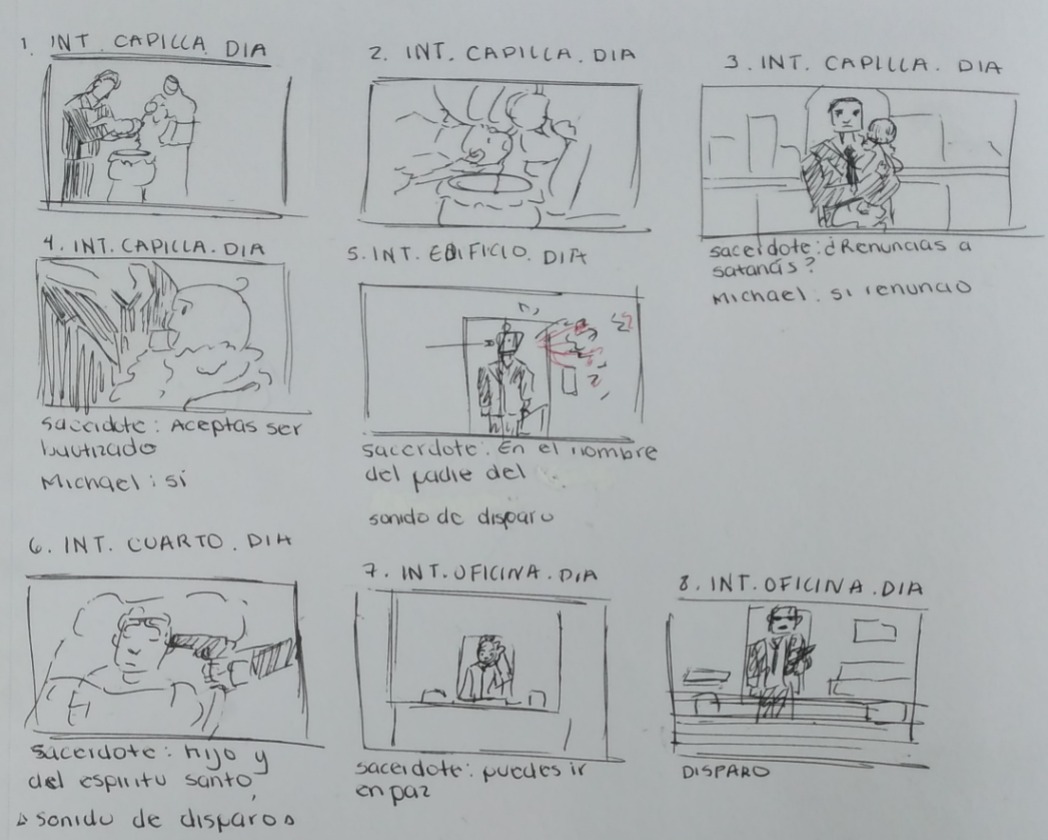 1. INT. CAPILLA. DIA
2. INT. CAPILLA. DIA
3. INT. CAPILLA. DIA
sacerdote: ¿Renuncias a
satanás?
Michael: si renuncio
4. INT. CAPILLA. DIA
sacerdote: Aceptas ser
bautizado
Michael: sí
5. INT. EDIFICIO. DIA
sacerdote: En el nombre
del padre del
sonido de disparo
6. INT. CUARTO. DIA
sacerdote: hijo y
del espiritu santo,
sonido de disparos
7. INT. OFICINA. DIA
sacerdote: puedes ir
en paz
8. INT. OFICINA. DIA
DISPARO